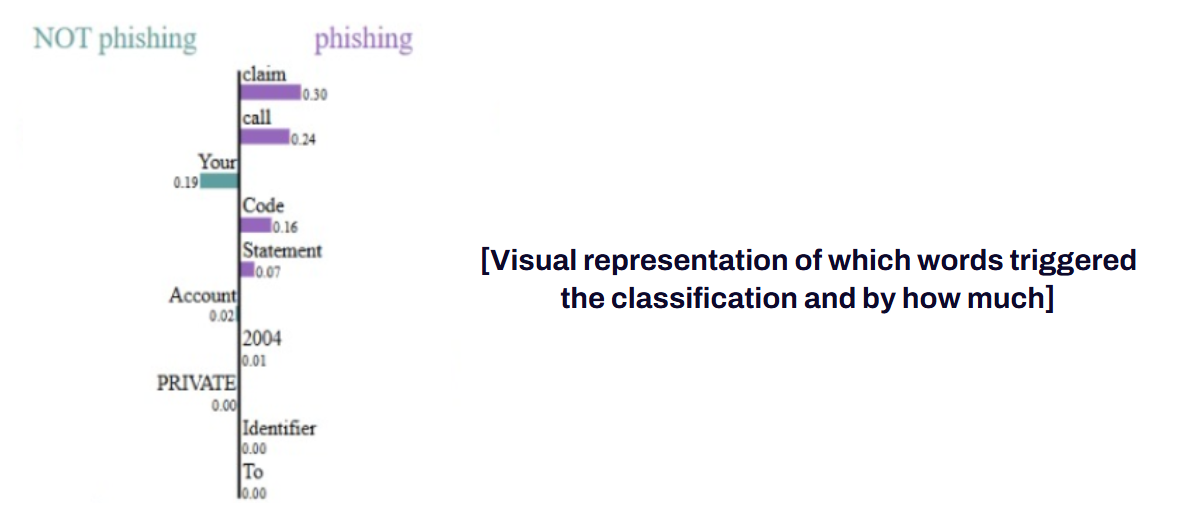 NOT phishing phishing
claim
0.30
call
0.24
Your
0.19
Code
0.16
Statement
0.07
Account
0.02
2004
0.01
PRIVATE
0.00
Identifier
0.00
To
0.00
[Visual representation of which words triggered
the classification and by how much]